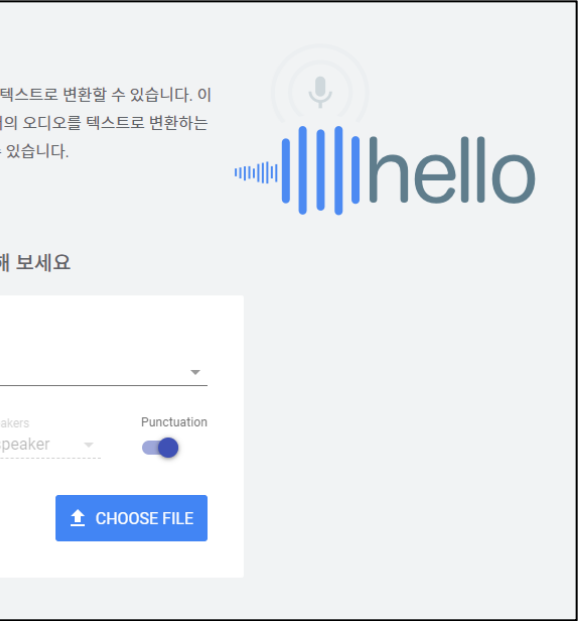 텍스트로 변환할 수 있습니다. 이
의 오디오를 텍스트로 변환하는
있습니다.
hello
해 보세요
Punctuation
speaker
CHOOSE FILE